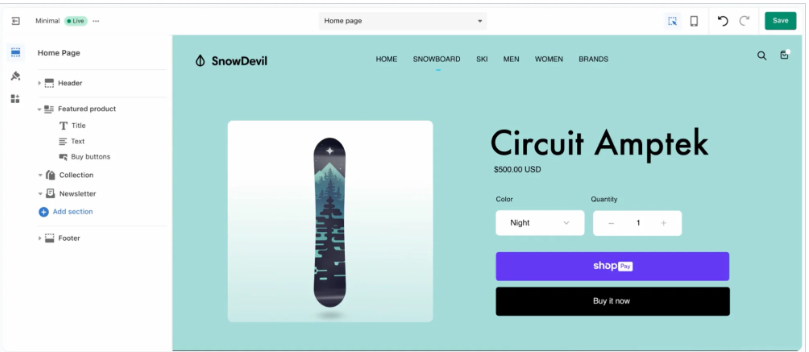 Minimal Live ...
Home page
Save
Home Page
Header
Featured product
Title
Text
Buy buttons
Collection
Newsletter
Add section
Footer
SnowDevil
HOME SNOWBOARD SKI MEN WOMEN BRANDS
Circuit Amptek
$500.00 USD
Color Quantity
Night − 1 +
shop Pay
Buy it now